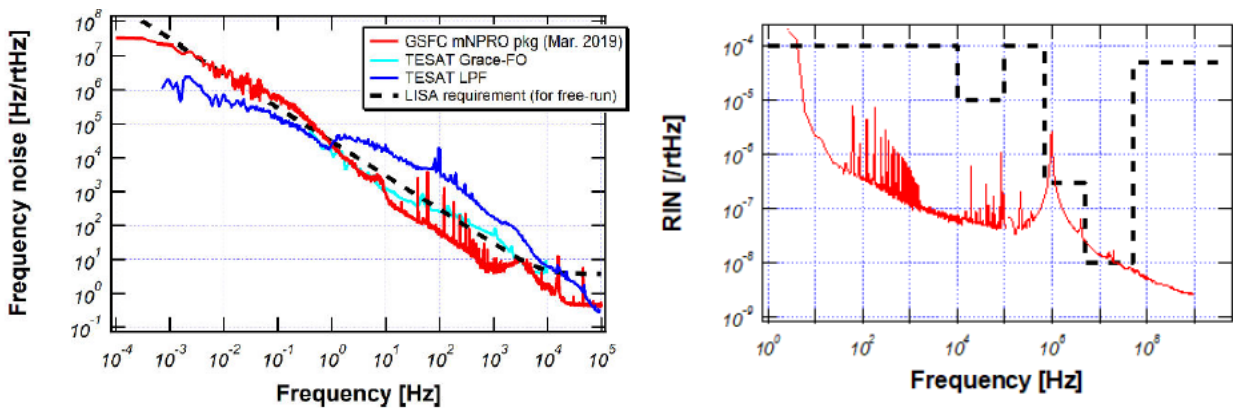 Frequency noise [Hz/rtHz]
10^8
10^7
10^6
10^5
10^4
10^3
10^2
10^1
10^0
10^-1
GSFC mNPRO pkg (Mar. 2019)
TESAT Grace-FO
TESAT LPF
LISA requirement (for free-run)
10^-4 10^-3 10^-2 10^-1 10^0 10^1 10^2 10^3 10^4 10^5
Frequency [Hz]
RIN [/rtHz]
10^-4
10^-5
10^-6
10^-7
10^-8
10^-9
10^0 10^2 10^4 10^6 10^8
Frequency [Hz]